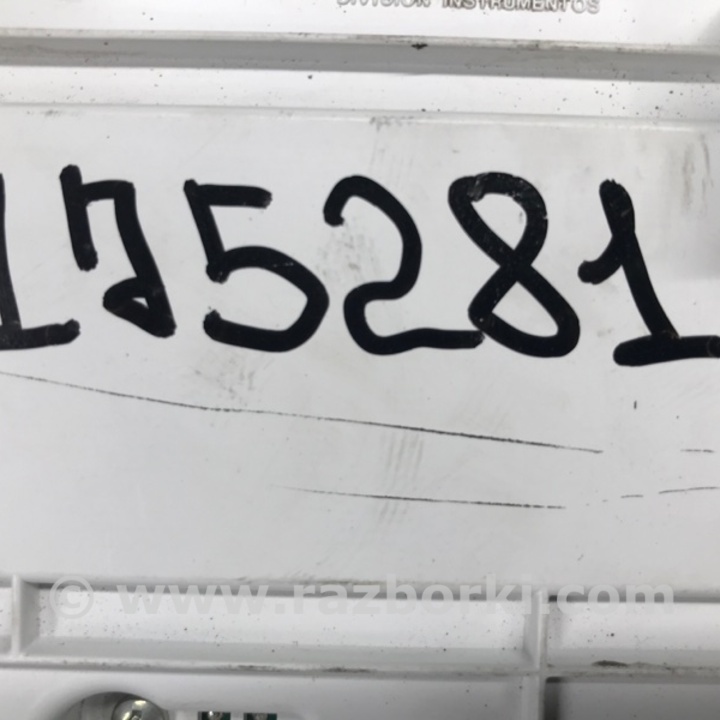 DIVISION INSTRUMENTOS
175281
© www.razborki.com